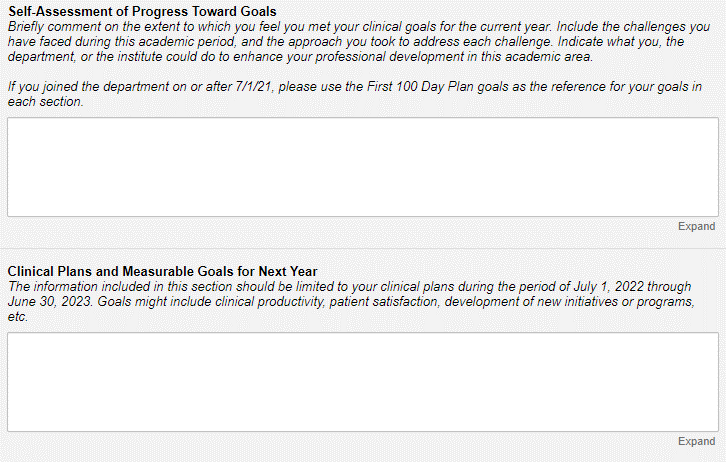 Self-Assessment of Progress Toward Goals
Briefly comment on the extent to which you feel you met your clinical goals for the current year. Include the challenges you
have faced during this academic period, and the approach you took to address each challenge. Indicate what you, the
department, or the institute could do to enhance your professional development in this academic area.
If you joined the department on or after 7/1/21, please use the First 100 Day Plan goals as the reference for your goals in
each section.
Expand
Clinical Plans and Measurable Goals for Next Year
The information included in this section should be limited to your clinical plans during the period of July 1, 2022 through
June 30, 2023. Goals might include clinical productivity, patient satisfaction, development of new initiatives or programs,
etc.
Expand